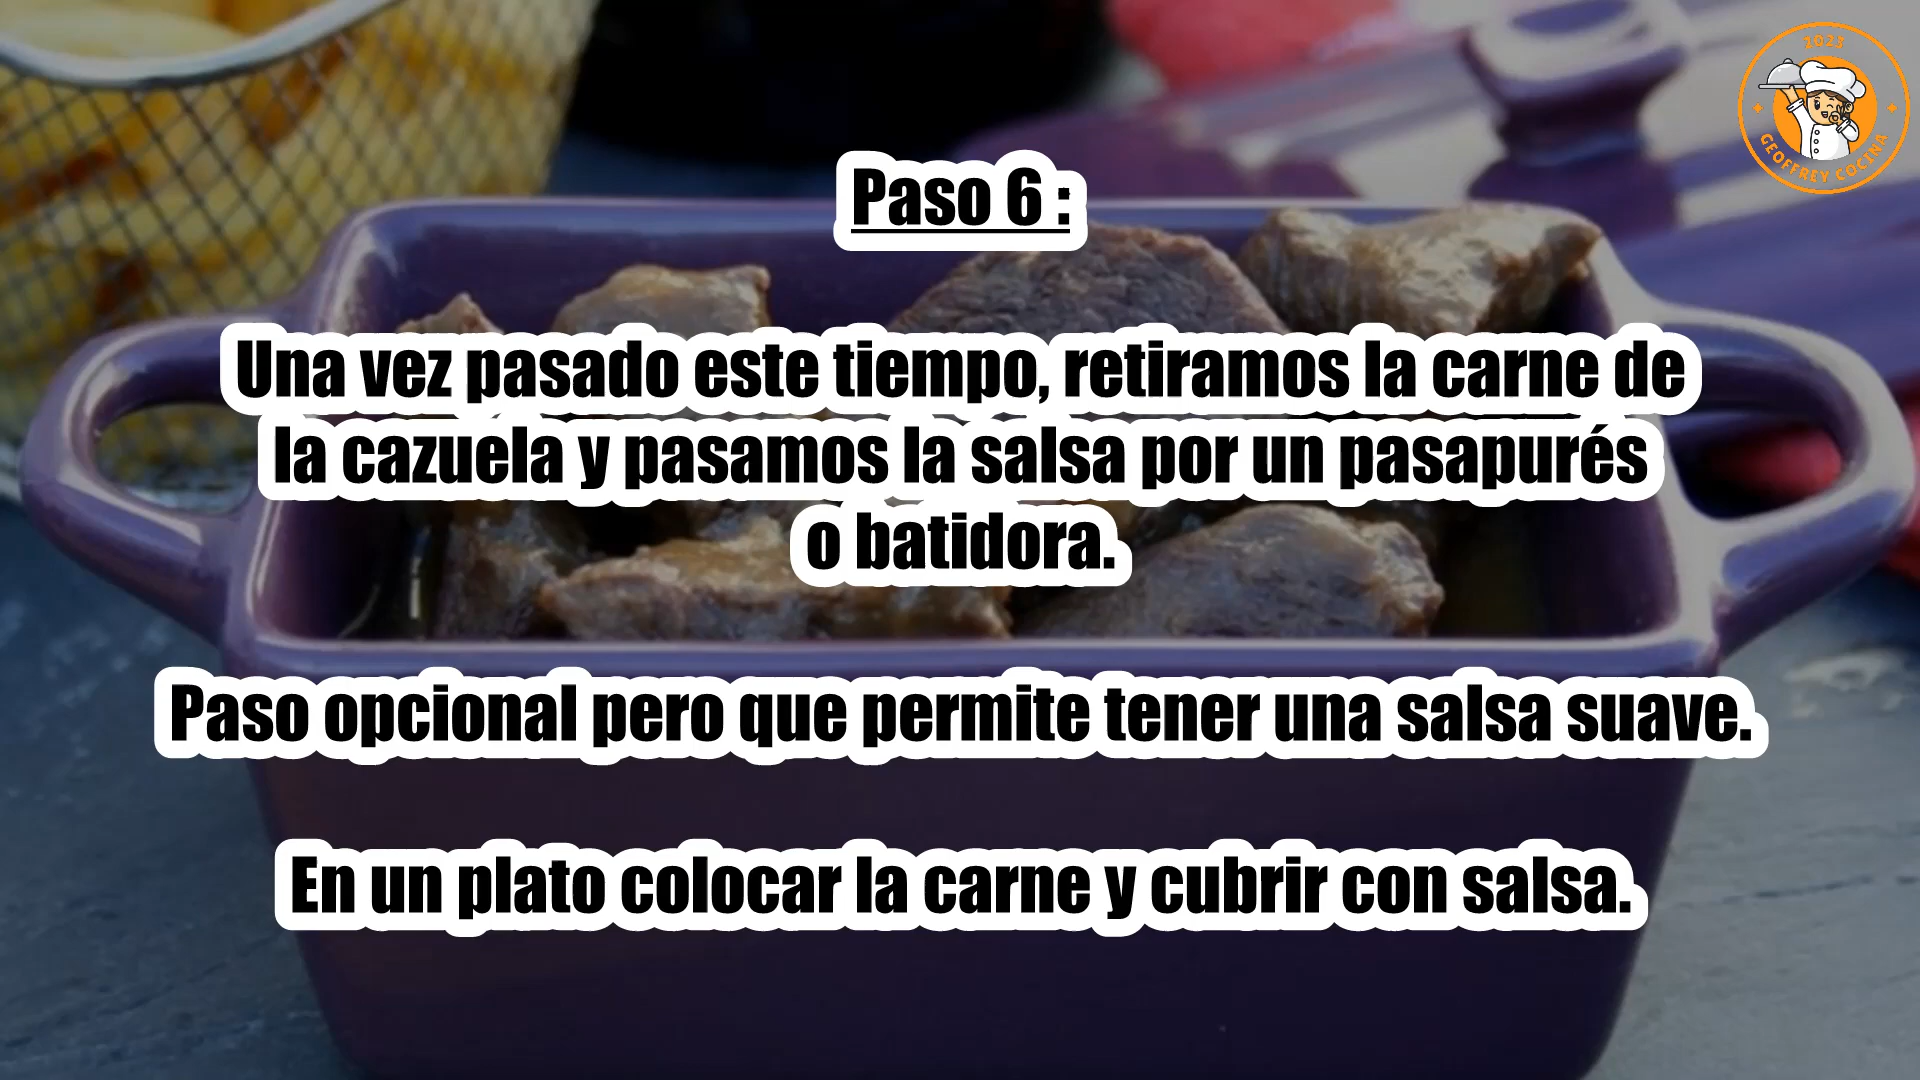 2023
GEOFFREY COCINA
Paso 6 :
Una vez pasado este tiempo, retiramos la carne de
la cazuela y pasamos la salsa por un pasapurés
o batidora.
Paso opcional pero que permite tener una salsa suave.
En un plato colocar la carne y cubrir con salsa.